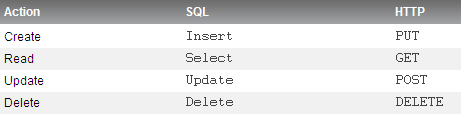 Action SQL HTTP
Create Insert PUT
Read Select GET
Update Update POST
Delete Delete DELETE